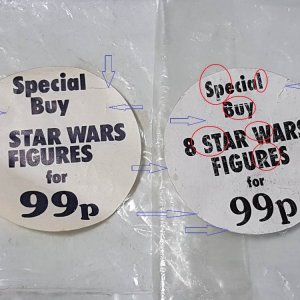 Special
Buy
STAR WARS
FIGURES
for
99p
Special
Buy
8 STAR WARS
FIGURES
for
99p